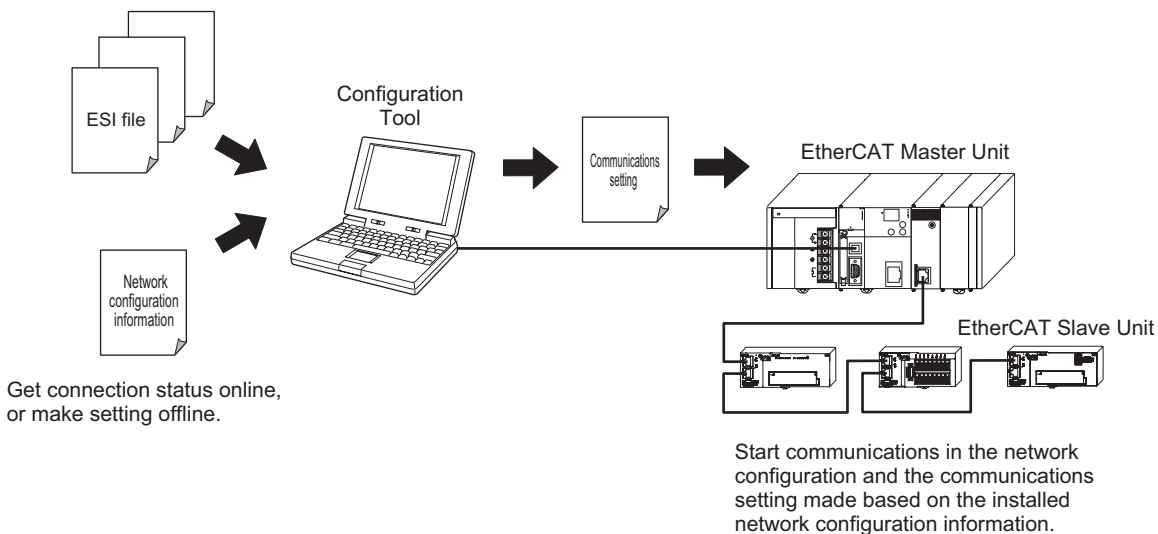 ESI file
Configuration
Tool
Communications
setting
EtherCAT Master Unit
Network
configuration
information
EtherCAT Slave Unit
Get connection status online,
or make setting offline.
Start communications in the network
configuration and the communications
setting made based on the installed
network configuration information.